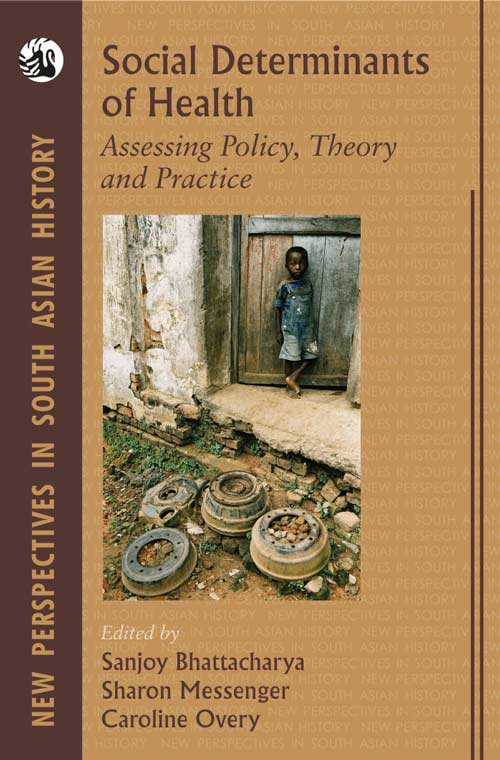 Social Determinants
of Health
Assessing Policy, Theory
and Practice
NEW PERSPECTIVES IN SOUTH ASIAN HISTORY
Edited by
Sanjoy Bhattacharya
Sharon Messenger
Caroline Overy